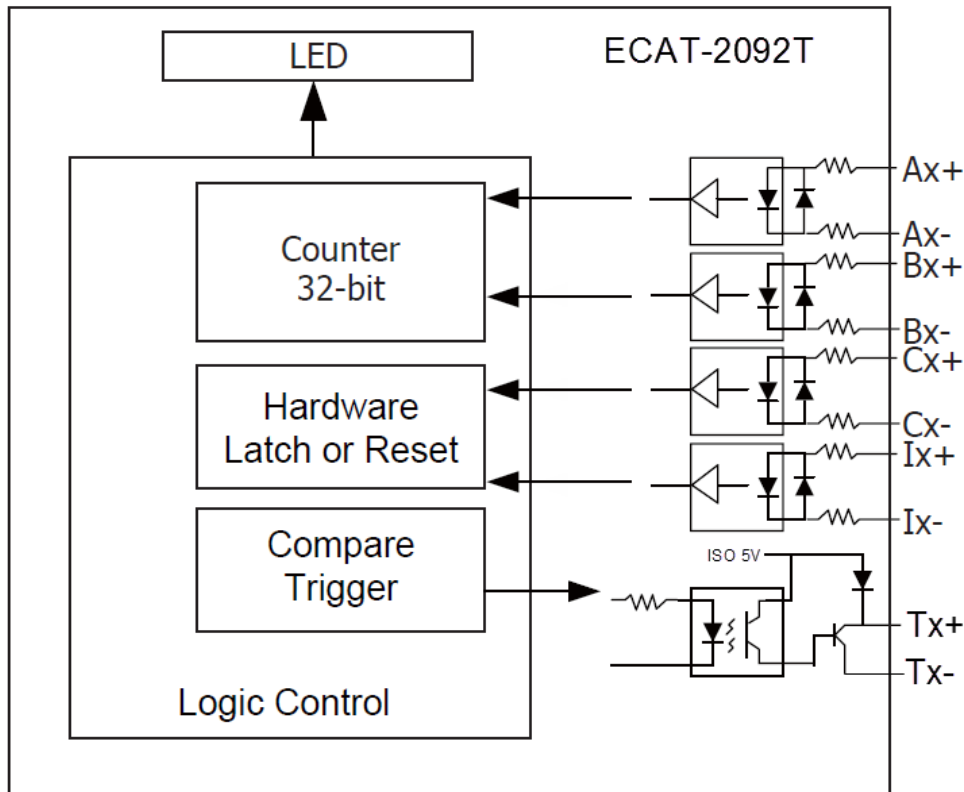 LED
ECAT-2092T
Counter
32-bit
Hardware
Latch or Reset
Compare
Trigger
Logic Control
Ax+
Ax-
Bx+
Bx-
Cx+
Cx-
Ix+
Ix-
ISO 5V
Tx+
Tx-